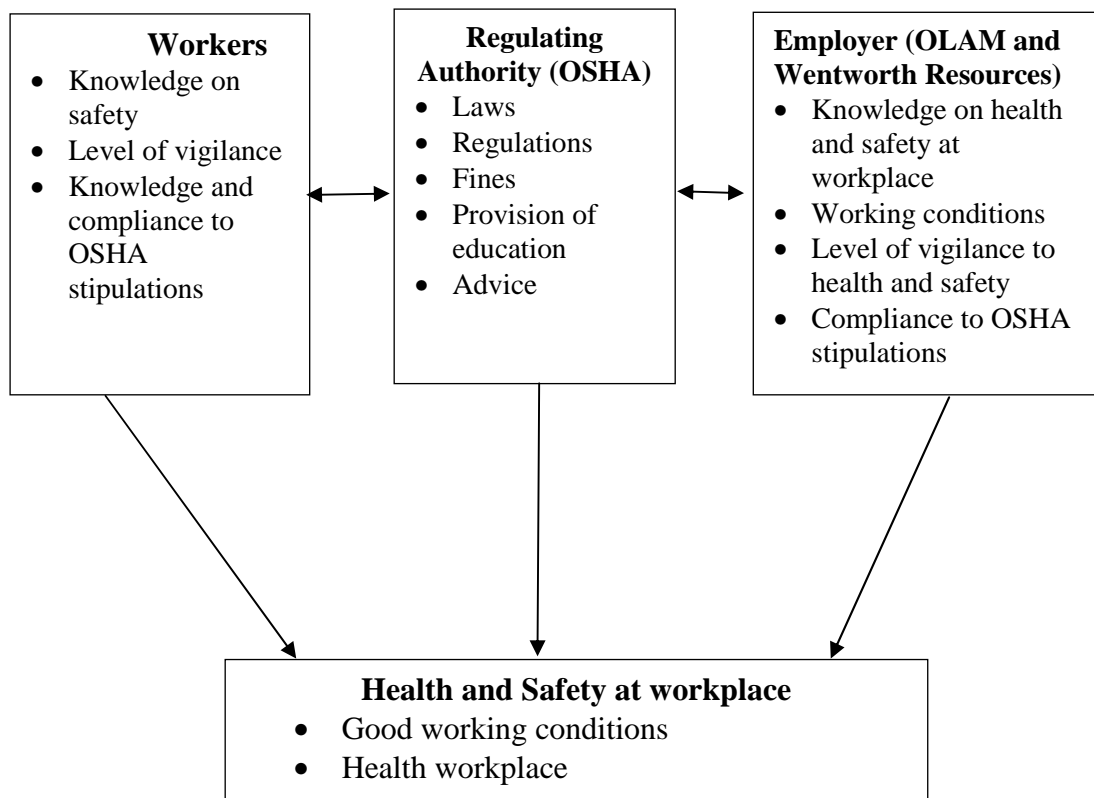 Workers
• Knowledge on
safety
• Level of vigilance
• Knowledge and
compliance to
OSHA
stipulations
Regulating
Authority (OSHA)
• Laws
• Regulations
• Fines
• Provision of
education
• Advice
Employer (OLAM and
Wentworth Resources)
• Knowledge on health
and safety at
workplace
• Working conditions
• Level of vigilance to
health and safety
• Compliance to OSHA
stipulations
Health and Safety at workplace
• Good working conditions
• Health workplace